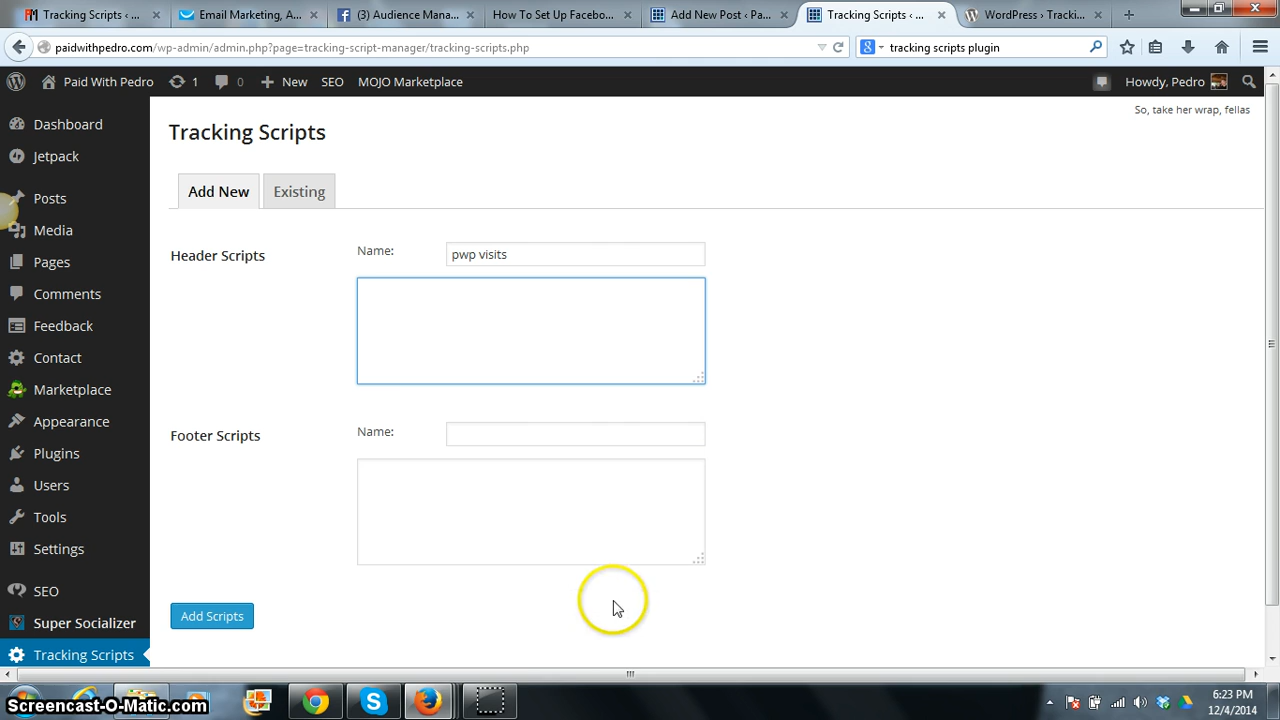 Tracking Scripts ‹ ...
Email Marketing, A...
(3) Audience Mana...
How To Set Up Facebo...
Add New Post ‹ Pa...
Tracking Scripts ‹ ...
WordPress › Tracki...
paidwithpedro.com/wp-admin/admin.php?page=tracking-script-manager/tracking-scripts.php
tracking scripts plugin
Paid With Pedro
1
0
New
SEO
MOJO Marketplace
Howdy, Pedro
So, take her wrap, fellas
Dashboard
Jetpack
Posts
Media
Pages
Comments
Feedback
Contact
Marketplace
Appearance
Plugins
Users
Tools
Settings
SEO
Super Socializer
Tracking Scripts
Tracking Scripts
Add New
Existing
Header Scripts
Name:
pwp visits
Footer Scripts
Name:
Add Scripts
Screencast-O-Matic.com
6:23 PM
12/4/2014